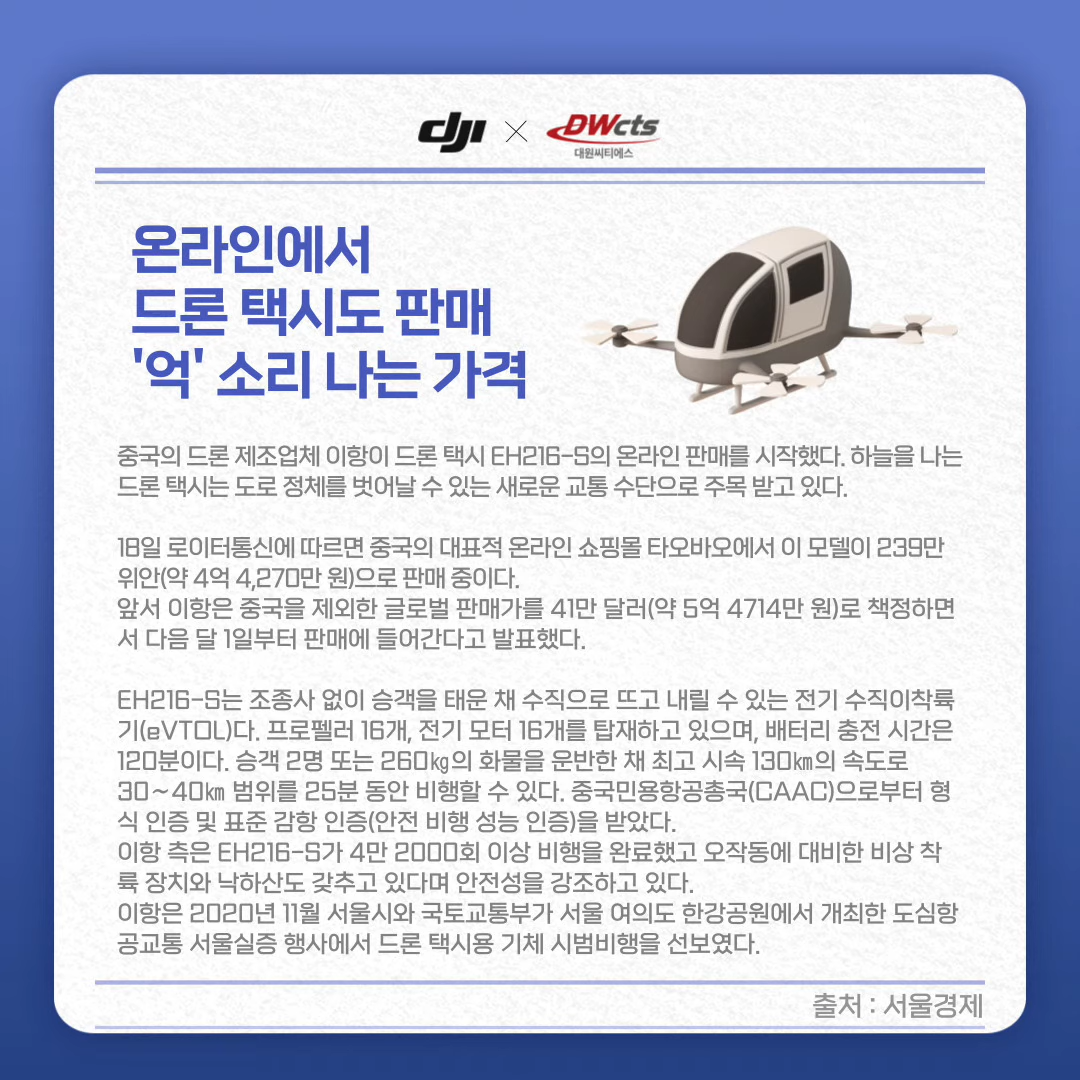 dji × DWcts
대원씨티에스
온라인에서
드론 택시도 판매
'억' 소리 나는 가격
중국의 드론 제조업체 이항이 드론 택시 EH216-S의 온라인 판매를 시작했다. 하늘을 나는
드론 택시는 도로 정체를 벗어날 수 있는 새로운 교통 수단으로 주목 받고 있다.
18일 로이터통신에 따르면 중국의 대표적 온라인 쇼핑몰 타오바오에서 이 모델이 239만
위안(약 4억 4,270만 원)으로 판매 중이다.
앞서 이항은 중국을 제외한 글로벌 판매가를 41만 달러(약 5억 4714만 원)로 책정하면
서 다음 달 1일부터 판매에 들어간다고 발표했다.
EH216-S는 조종사 없이 승객을 태운 채 수직으로 뜨고 내릴 수 있는 전기 수직이착륙
기(eVTOL)다. 프로펠러 16개, 전기 모터 16개를 탑재하고 있으며, 배터리 충전 시간은
120분이다. 승객 2명 또는 260㎏의 화물을 운반한 채 최고 시속 130㎞의 속도로
30~40㎞ 범위를 25분 동안 비행할 수 있다. 중국민용항공총국(CAAC)으로부터 형
식 인증 및 표준 감항 인증(안전 비행 성능 인증)을 받았다.
이항 측은 EH216-S가 4만 2000회 이상 비행을 완료했고 오작동에 대비한 비상 착
륙 장치와 낙하산도 갖추고 있다며 안전성을 강조하고 있다.
이항은 2020년 11월 서울시와 국토교통부가 서울 여의도 한강공원에서 개최한 도심항
공교통 서울실증 행사에서 드론 택시용 기체 시범비행을 선보였다.
출처 : 서울경제